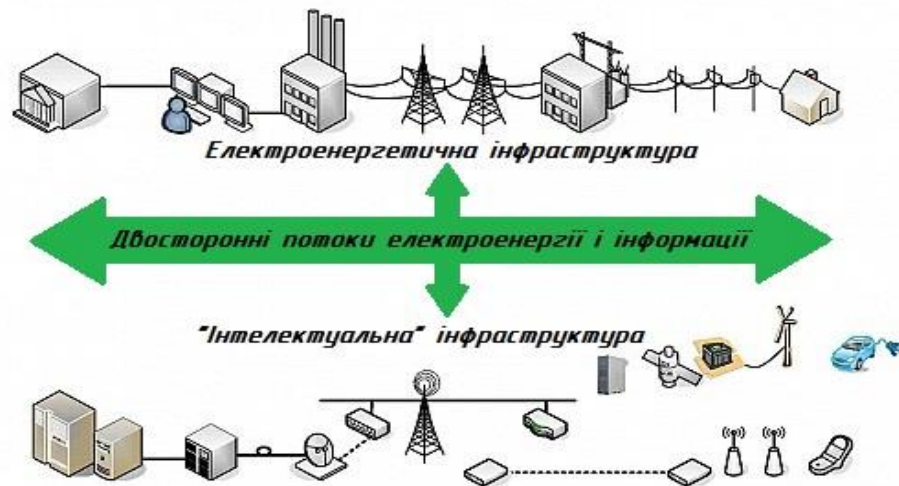 Електроенергетична інфраструктура
Двосторонні потоки електроенергії і інформації
"Інтелектуальна" інфраструктура